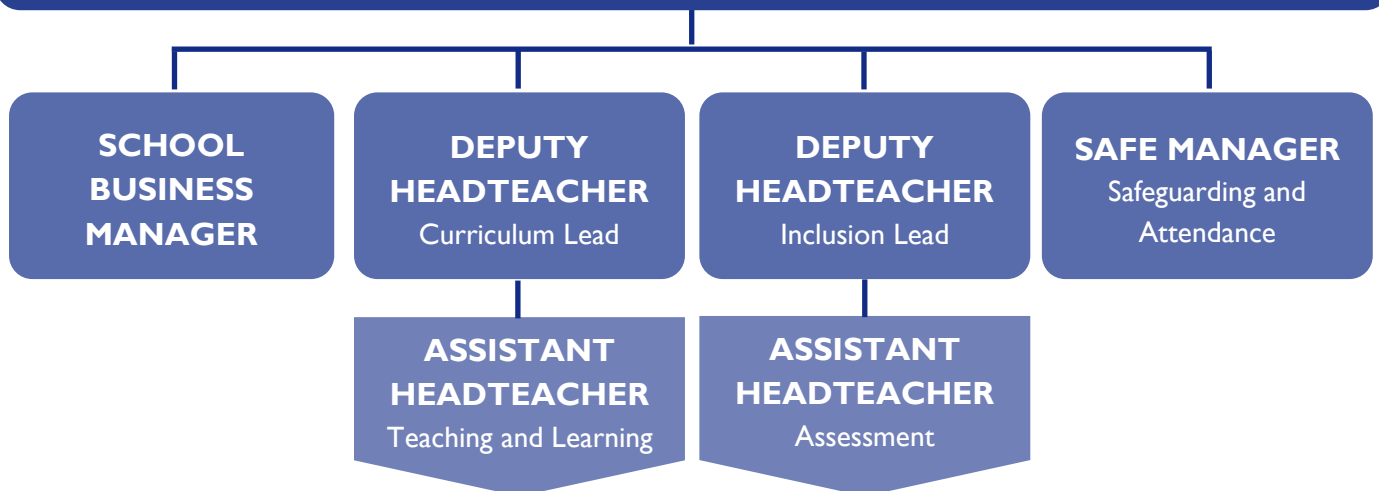 SCHOOL
BUSINESS
MANAGER
DEPUTY
HEADTEACHER
Curriculum Lead
DEPUTY
HEADTEACHER
Inclusion Lead
SAFE MANAGER
Safeguarding and
Attendance
ASSISTANT
HEADTEACHER
Teaching and Learning
ASSISTANT
HEADTEACHER
Assessment